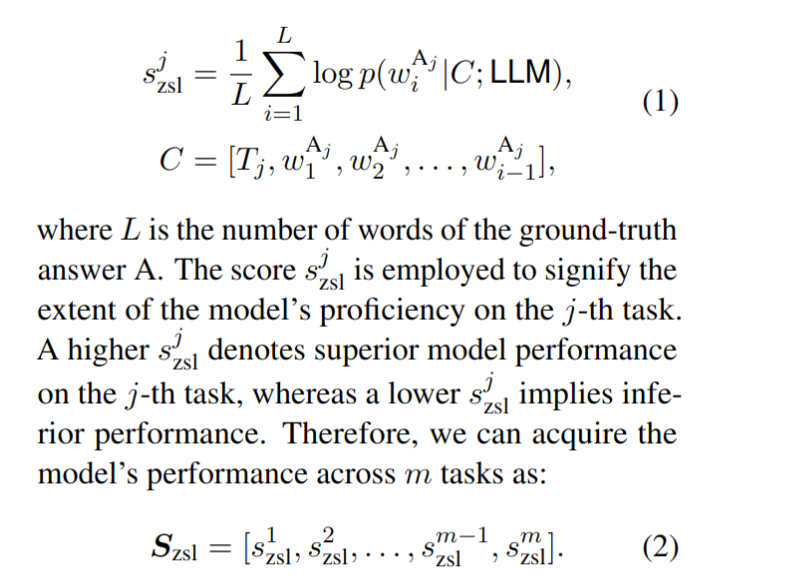 s^j_zsl = 1/L ∑_{i=1}^{L} log p(w_i^{A_j}|C; LLM),
(1)
C = [T_j, w_1^{A_j}, w_2^{A_j}, . . . , w_{i−1}^{A_j}],
where L is the number of words of the ground-truth
answer A. The score s^j_zsl is employed to signify the
extent of the model’s proficiency on the j-th task.
A higher s^j_zsl denotes superior model performance
on the j-th task, whereas a lower s^j_zsl implies infe-
rior performance. Therefore, we can acquire the
model’s performance across m tasks as:
S_zsl = [s^1_zsl, s^2_zsl, . . . , s^{m−1}_zsl, s^m_zsl]. (2)